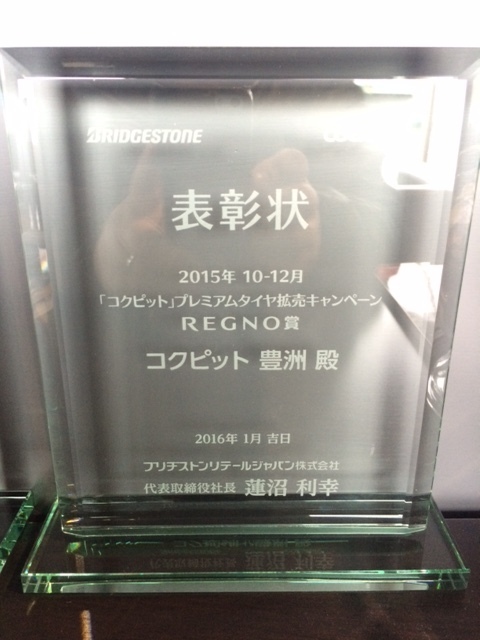 BRIDGESTONE
表彰状
2015年 10-12月
「コクピット」プレミアムタイヤ拡売キャンペーン
REGNO賞
コクピット 豊洲 殿
2016年 1月 吉日
ブリヂストンリテールジャパン株式会社
代表取締役社長 蓮沼 利幸